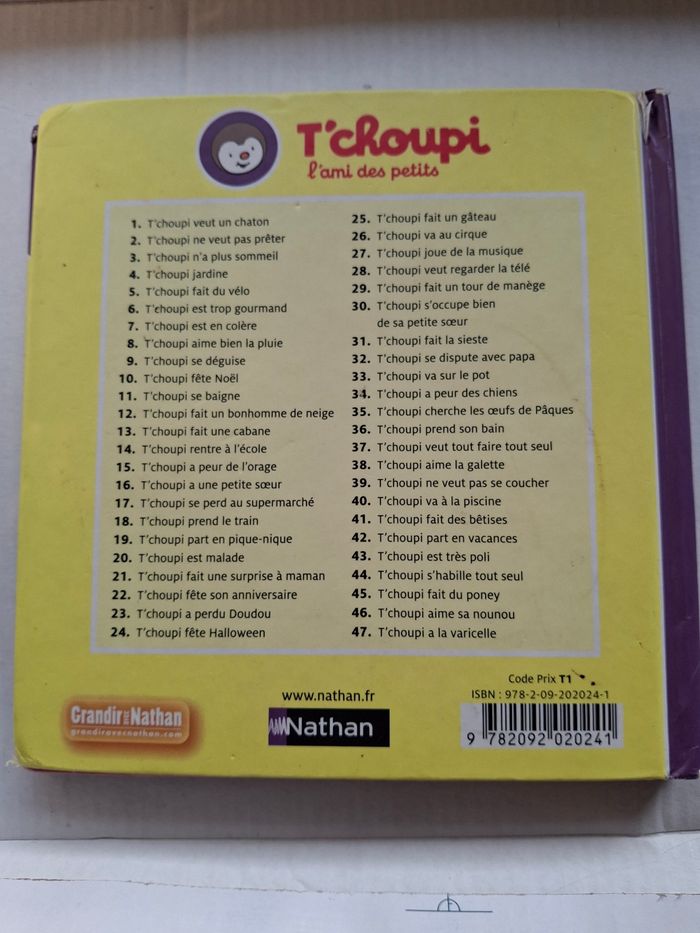 T'choupi
l'ami des petits
1. T'choupi veut un chaton
2. T'choupi ne veut pas prêter
3. T'choupi n'a plus sommeil
4. T'choupi jardine
5. T'choupi fait du vélo
6. T'choupi est trop gourmand
7. T'choupi est en colère
8. T'choupi aime bien la pluie
9. T'choupi se déguise
10. T'choupi fête Noël
11. T'choupi se baigne
12. T'choupi fait un bonhomme de neige
13. T'choupi fait une cabane
14. T'choupi rentre à l'école
15. T'choupi a peur de l'orage
16. T'choupi a une petite sœur
17. T'choupi se perd au supermarché
18. T'choupi prend le train
19. T'choupi part en pique-nique
20. T'choupi est malade
21. T'choupi fait une surprise à maman
22. T'choupi fête son anniversaire
23. T'choupi a perdu Doudou
24. T'choupi fête Halloween
25. T'choupi fait un gâteau
26. T'choupi va au cirque
27. T'choupi joue de la musique
28. T'choupi veut regarder la télé
29. T'choupi fait un tour de manège
30. T'choupi s'occupe bien
de sa petite sœur
31. T'choupi fait la sieste
32. T'choupi se dispute avec papa
33. T'choupi va sur le pot
34. T'choupi a peur des chiens
35. T'choupi cherche les œufs de Pâques
36. T'choupi prend son bain
37. T'choupi veut tout faire tout seul
38. T'choupi aime la galette
39. T'choupi ne veut pas se coucher
40. T'choupi va à la piscine
41. T'choupi fait des bêtises
42. T'choupi part en vacances
43. T'choupi est très poli
44. T'choupi s'habille tout seul
45. T'choupi fait du poney
46. T'choupi aime sa nounou
47. T'choupi a la varicelle
Grandir avec Nathan
grandiravecnathan.com
www.nathan.fr
Nathan
Code Prix T1
ISBN : 978-2-09-202024-1
9 782092 020241